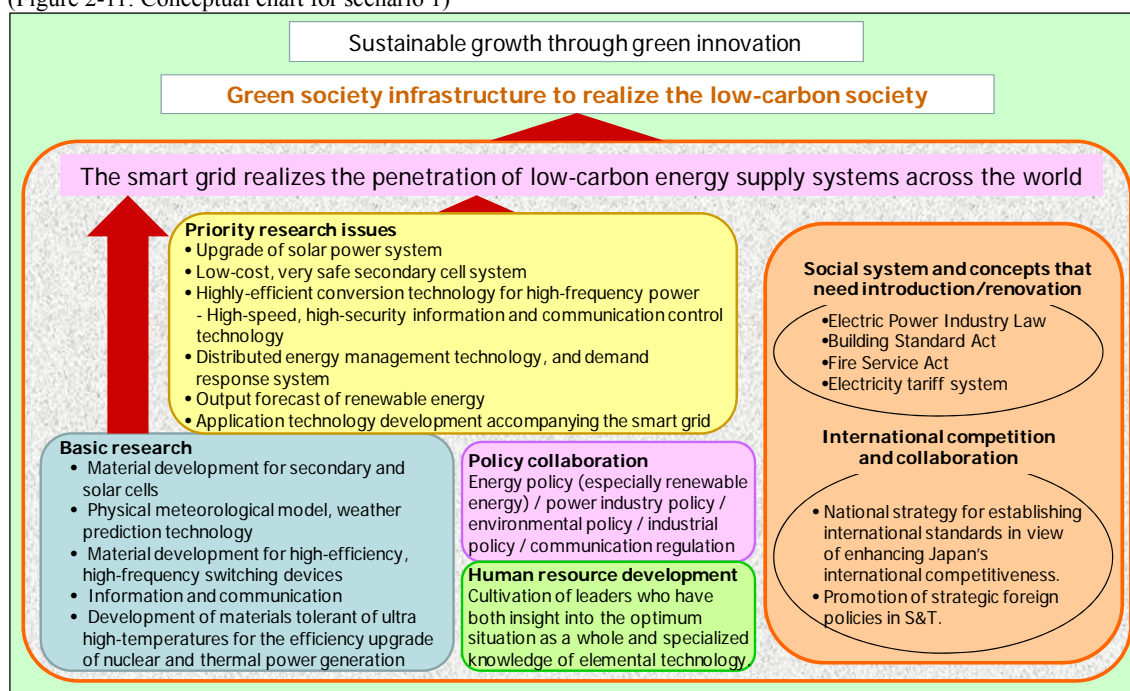 (Figure 2-11: Conceptual chart for scenario 1)
Sustainable growth through green innovation
Green society infrastructure to realize the low-carbon society
The smart grid realizes the penetration of low-carbon energy supply systems across the world
Priority research issues
• Upgrade of solar power system
• Low-cost, very safe secondary cell system
• Highly-efficient conversion technology for high-frequency power
- High-speed, high-security information and communication control
technology
• Distributed energy management technology, and demand
response system
• Output forecast of renewable energy
• Application technology development accompanying the smart grid
Basic research
• Material development for secondary and
solar cells
• Physical meteorological model, weather
prediction technology
• Material development for high-efficiency,
high-frequency switching devices
• Information and communication
• Development of materials tolerant of ultra
high-temperatures for the efficiency upgrade
of nuclear and thermal power generation
Policy collaboration
Energy policy (especially renewable
energy) / power industry policy /
environmental policy / industrial
policy / communication regulation
Human resource development
Cultivation of leaders who have
both insight into the optimum
situation as a whole and specialized
knowledge of elemental technology.
Social system and concepts that
need introduction/renovation
•Electric Power Industry Law
•Building Standard Act
•Fire Service Act
•Electricity tariff system
International competition
and collaboration
• National strategy for establishing
international standards in view
of enhancing Japan's
international competitiveness.
• Promotion of strategic foreign
policies in S&T.